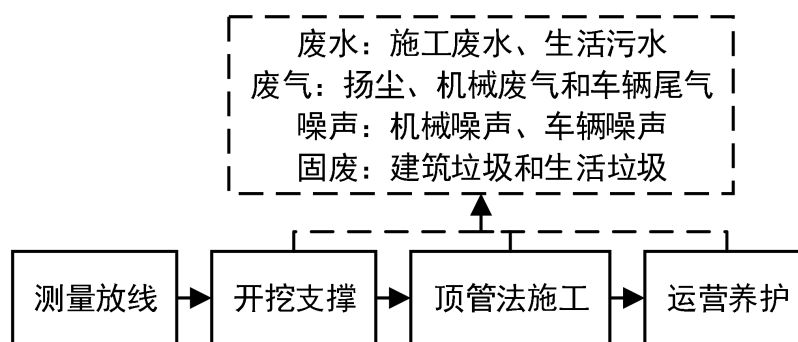 废水：施工废水、生活污水
废气：扬尘、机械废气和车辆尾气
噪声：机械噪声、车辆噪声
固废：建筑垃圾和生活垃圾
测量放线
开挖支撑
顶管法施工
运营养护